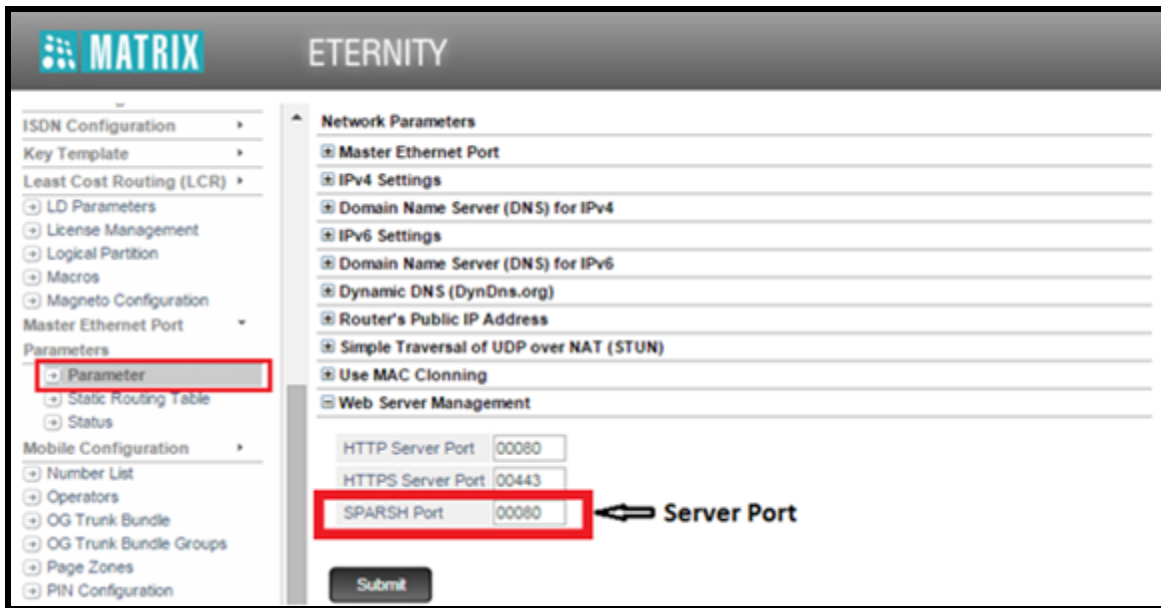 MATRIX
ETERNITY
ISDN Configuration
Key Template
Least Cost Routing (LCR)
LD Parameters
License Management
Logical Partition
Macros
Magneto Configuration
Master Ethernet Port
Parameters
Parameter
Static Routing Table
Status
Mobile Configuration
Number List
Operators
OG Trunk Bundle
OG Trunk Bundle Groups
Page Zones
PIN Configuration
Network Parameters
Master Ethernet Port
IPv4 Settings
Domain Name Server (DNS) for IPv4
IPv6 Settings
Domain Name Server (DNS) for IPv6
Dynamic DNS (DynDns.org)
Router's Public IP Address
Simple Traversal of UDP over NAT (STUN)
Use MAC Clonning
Web Server Management
HTTP Server Port 00080
HTTPS Server Port 00443
SPARSH Port 00080 Server Port
Submit